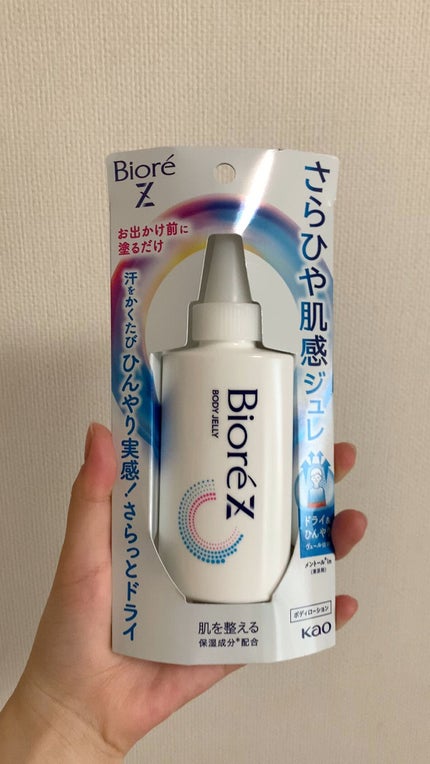 Bioré
Z
さらひや肌感ジュレ
お出かけ前に
塗るだけ
汗をかくたび ひんやり実感!さらっとドライ
BioréZ
BODY JELLY
ドライ
ひんや
メントール
肌を整える
保湿成分*配合
ボディローション
Kao